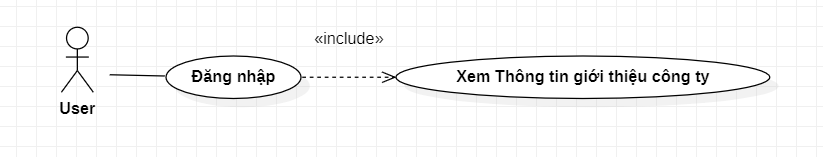 «include»
Đăng nhập
Xem Thông tin giới thiệu công ty
User